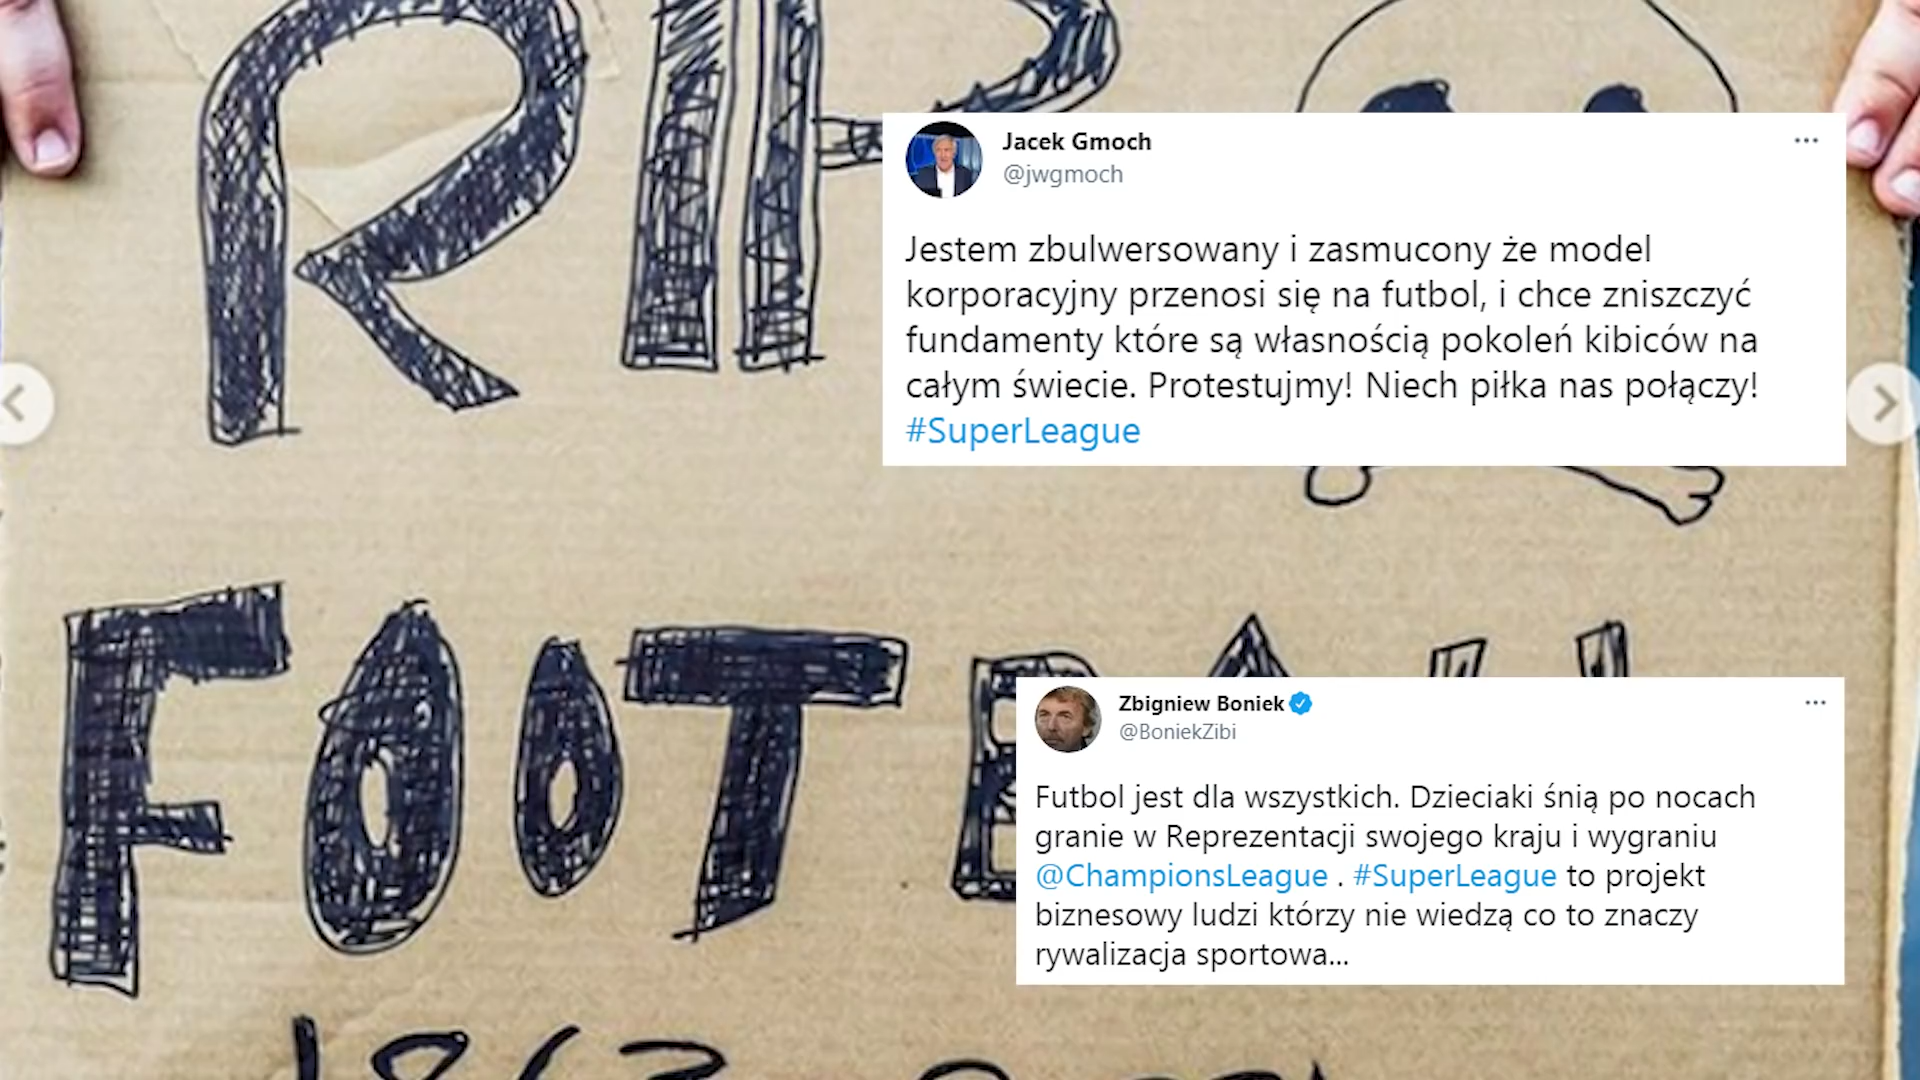 RIP
Jacek Gmoch
@jwgmoch
Jestem zbulwersowany i zasmucony że model
korporacyjny przenosi się na futbol, i chce zniszczyć
fundamenty które są własnością pokoleń kibiców na
całym świecie. Protestujmy! Niech piłka nas połączy!
#SuperLeague
FOOTBALL
Zbigniew Boniek
@BoniekZibi
Futbol jest dla wszystkich. Dzieciaki śnią po nocach
granie w Reprezentacji swojego kraju i wygraniu
@ChampionsLeague . #SuperLeague to projekt
biznesowy ludzi którzy nie wiedzą co to znaczy
rywalizacja sportowa...